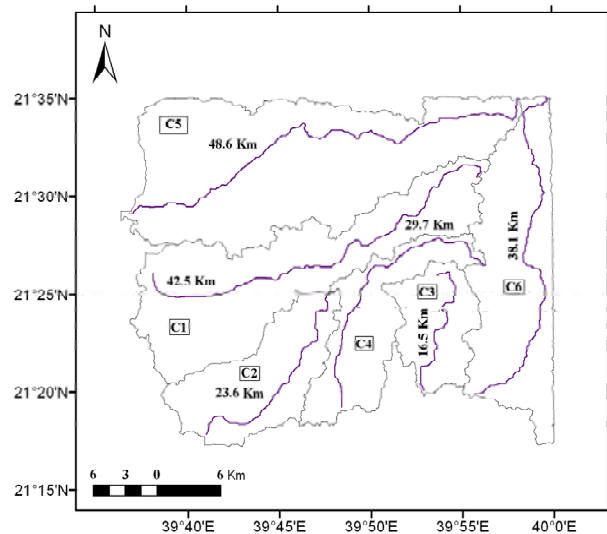 N
21°35'N
C5
48.6 Km
21°30'N
29.7 Km
38.1 Km
42.5 Km
21°25'N
C3
C6
C1
16.5 Km
C4
C2
21°20'N
23.6 Km
6 3 0 6 Km
21°15'N
39°40'E 39°45'E 39°50'E 39°55'E 40°0'E